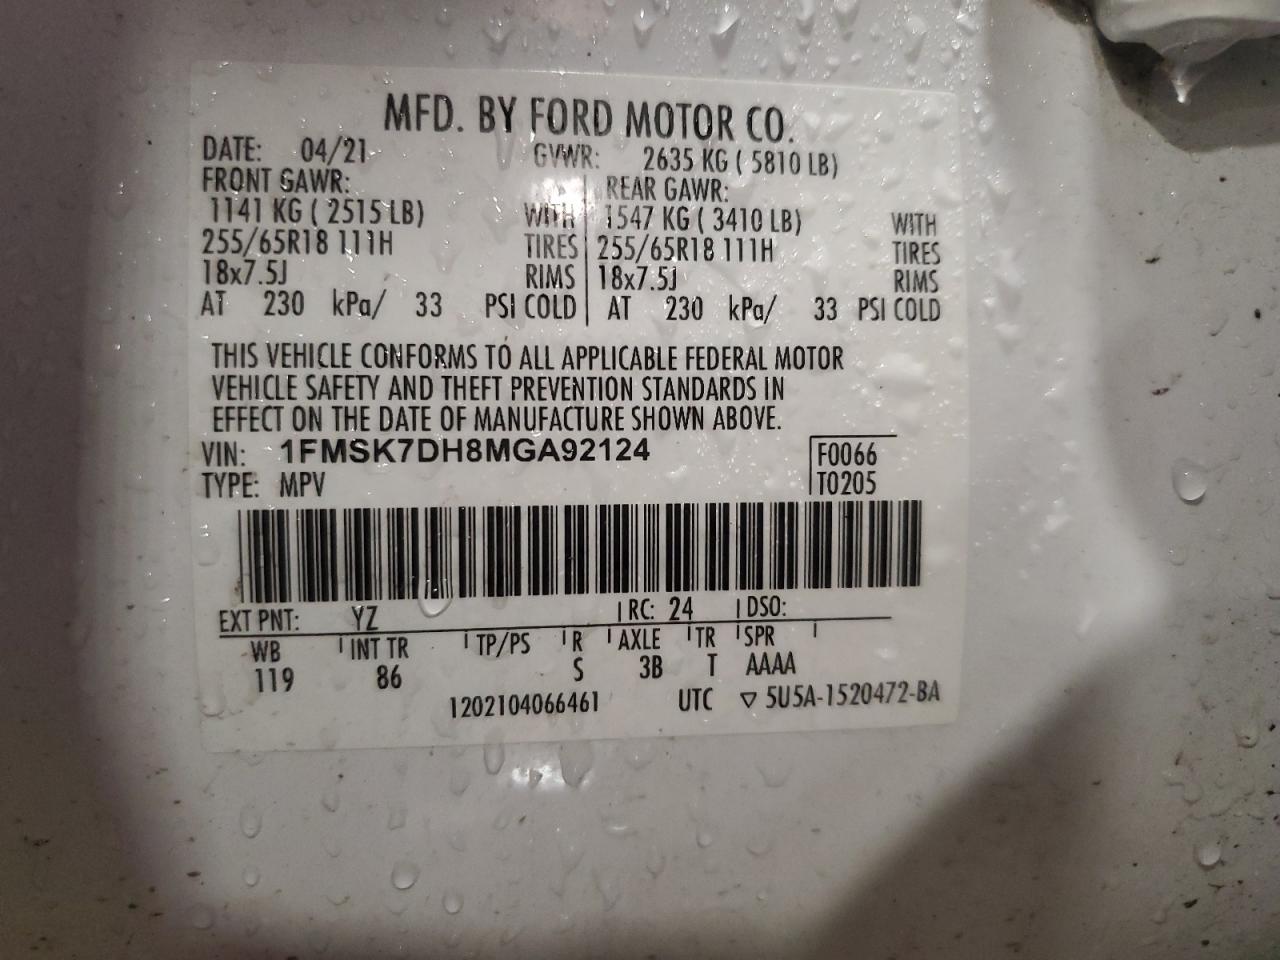 MFD. BY FORD MOTOR CO.
DATE: 04/21 GVWR: 2635 KG ( 5810 LB)
FRONT GAWR: REAR GAWR:
1141 KG ( 2515 LB) WITH 1547 KG ( 3410 LB) WITH
255/65R18 111H TIRES 255/65R18 111H TIRES
18x7.5J RIMS 18x7.5J RIMS
AT 230 kPa/ 33 PSI COLD AT 230 kPa/ 33 PSI COLD
THIS VEHICLE CONFORMS TO ALL APPLICABLE FEDERAL MOTOR
VEHICLE SAFETY AND THEFT PREVENTION STANDARDS IN
EFFECT ON THE DATE OF MANUFACTURE SHOWN ABOVE.
VIN: 1FMSK7DH8MGA92124 F0066
TYPE: MPV T0205
EXT PNT: YZ RC: 24 DSO:
WB INT TR TP/PS R AXLE TR SPR
119 86 S 3B T AAAA
1202104066461 UTC ▽ 5U5A-1520472-BA